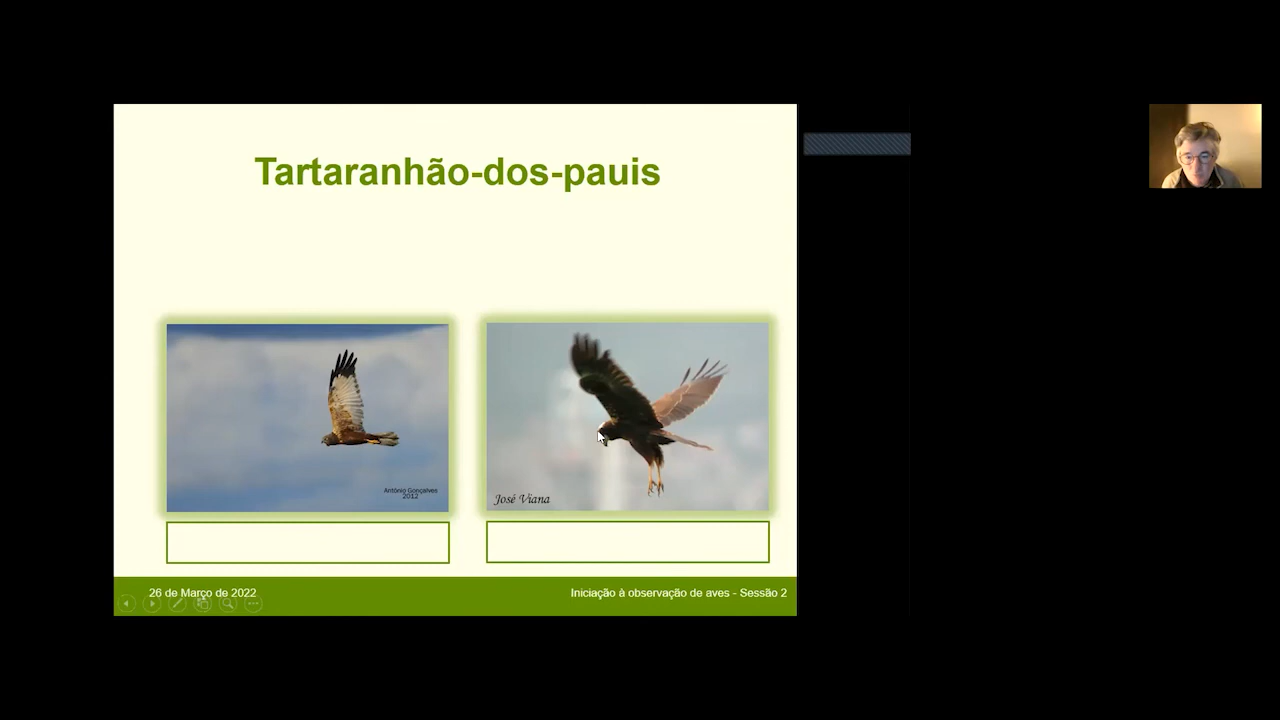 Tartaranhão-dos-pauis
António Gonçalves
2012
José Viana
26 de Março de 2022
Iniciação à observação de aves - Sessão 2